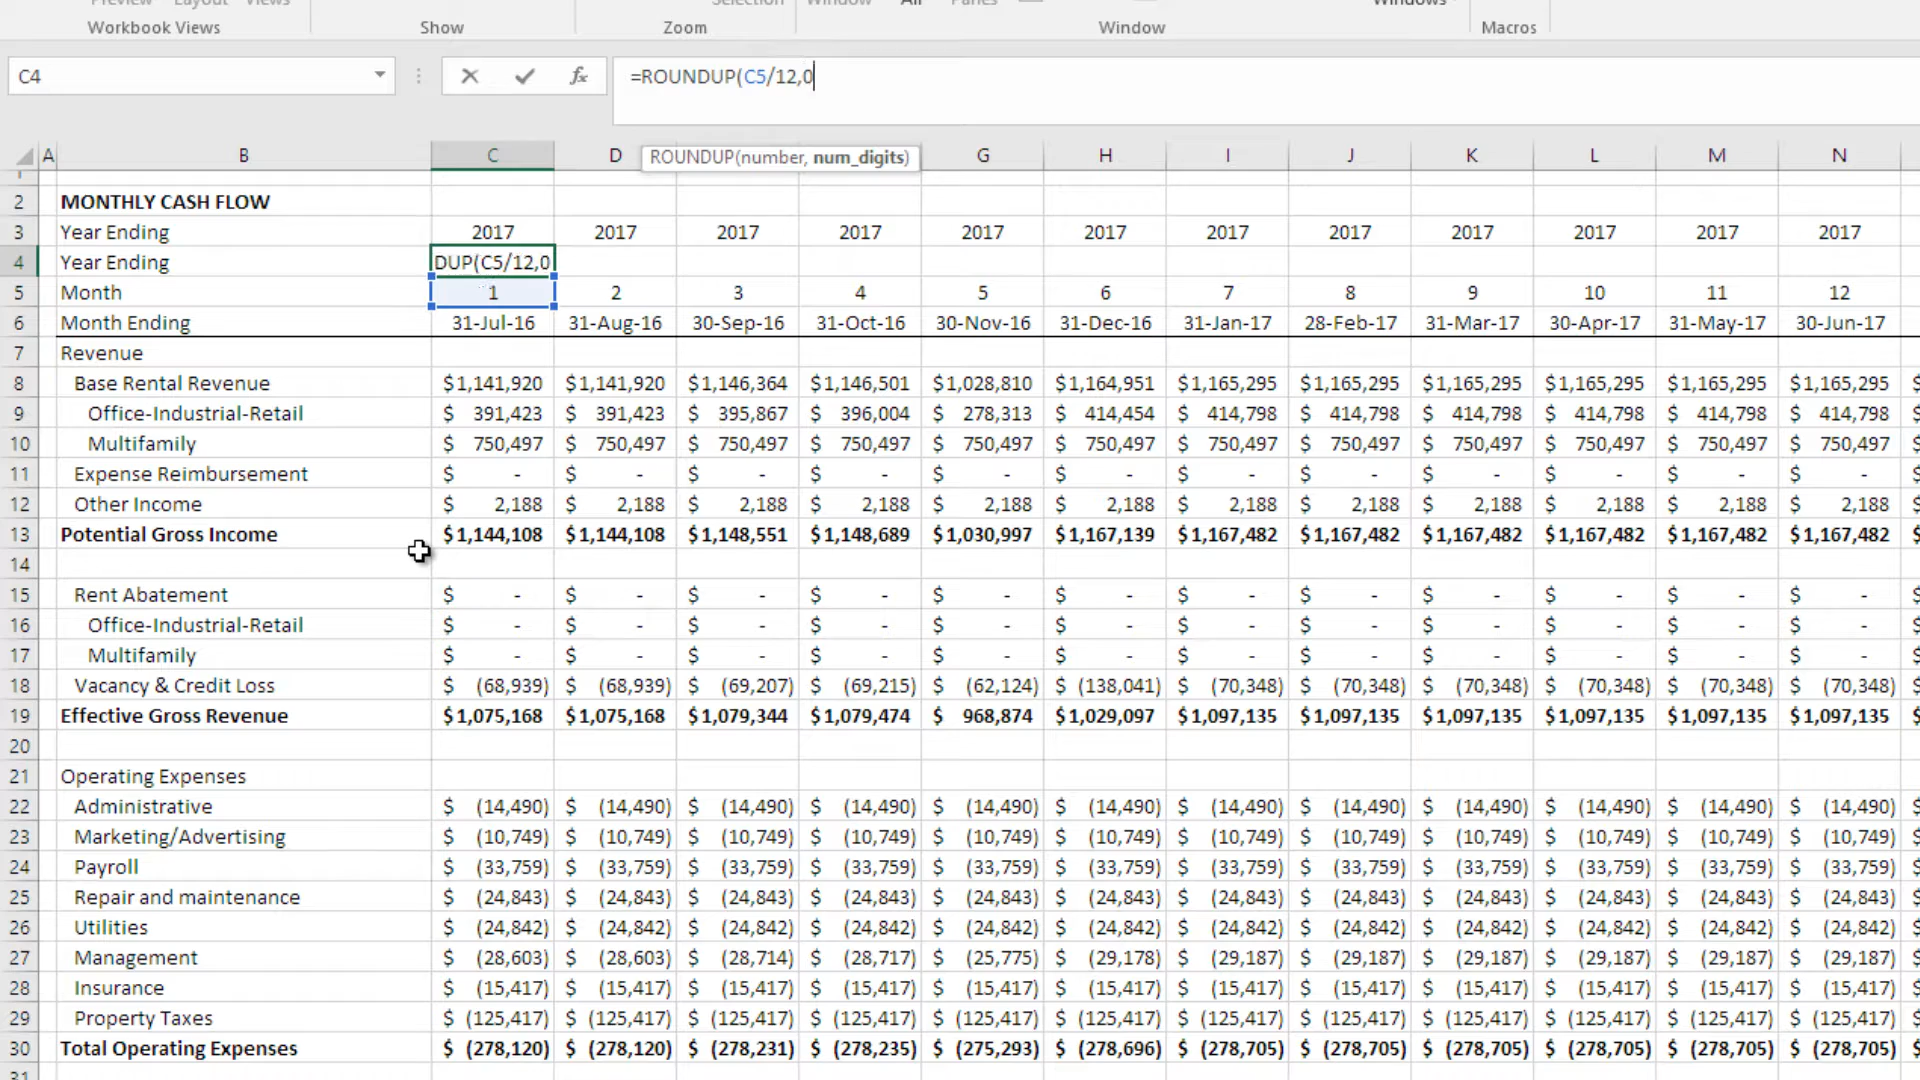 Preview Layout Views Selection Window All Panes Windows
Workbook Views Show Zoom Window Macros
C4 fx =ROUNDUP(C5/12,0
A B C D ROUNDUP(number, num_digits) G H I J K L M N
2 MONTHLY CASH FLOW
3 Year Ending 2017 2017 2017 2017 2017 2017 2017 2017 2017 2017 2017 2017
4 Year Ending DUP(C5/12,0
5 Month 1 2 3 4 5 6 7 8 9 10 11 12
6 Month Ending 31-Jul-16 31-Aug-16 30-Sep-16 31-Oct-16 30-Nov-16 31-Dec-16 31-Jan-17 28-Feb-17 31-Mar-17 30-Apr-17 31-May-17 30-Jun-17
7 Revenue
8 Base Rental Revenue $1,141,920 $1,141,920 $1,146,364 $1,146,501 $1,028,810 $1,164,951 $1,165,295 $1,165,295 $1,165,295 $1,165,295 $1,165,295 $1,165,295
9 Office-Industrial-Retail $ 391,423 $ 391,423 $ 395,867 $ 396,004 $ 278,313 $ 414,454 $ 414,798 $ 414,798 $ 414,798 $ 414,798 $ 414,798 $ 414,798
10 Multifamily $ 750,497 $ 750,497 $ 750,497 $ 750,497 $ 750,497 $ 750,497 $ 750,497 $ 750,497 $ 750,497 $ 750,497 $ 750,497 $ 750,497
11 Expense Reimbursement $ - $ - $ - $ - $ - $ - $ - $ - $ - $ - $ - $ -
12 Other Income $ 2,188 $ 2,188 $ 2,188 $ 2,188 $ 2,188 $ 2,188 $ 2,188 $ 2,188 $ 2,188 $ 2,188 $ 2,188 $ 2,188
13 Potential Gross Income $1,144,108 $1,144,108 $1,148,551 $1,148,689 $1,030,997 $1,167,139 $1,167,482 $1,167,482 $1,167,482 $1,167,482 $1,167,482 $1,167,482
14
15 Rent Abatement $ - $ - $ - $ - $ - $ - $ - $ - $ - $ - $ - $ - $
16 Office-Industrial-Retail $ - $ - $ - $ - $ - $ - $ - $ - $ - $ - $ - $ - $
17 Multifamily $ - $ - $ - $ - $ - $ - $ - $ - $ - $ - $ - $ - $
18 Vacancy & Credit Loss $ (68,939) $ (68,939) $ (69,207) $ (69,215) $ (62,124) $ (138,041) $ (70,348) $ (70,348) $ (70,348) $ (70,348) $ (70,348) $ (70,348) $
19 Effective Gross Revenue $1,075,168 $1,075,168 $1,079,344 $1,079,474 $ 968,874 $1,029,097 $1,097,135 $1,097,135 $1,097,135 $1,097,135 $1,097,135 $1,097,135 $
20
21 Operating Expenses
22 Administrative $ (14,490) $ (14,490) $ (14,490) $ (14,490) $ (14,490) $ (14,490) $ (14,490) $ (14,490) $ (14,490) $ (14,490) $ (14,490) $ (14,490) $
23 Marketing/Advertising $ (10,749) $ (10,749) $ (10,749) $ (10,749) $ (10,749) $ (10,749) $ (10,749) $ (10,749) $ (10,749) $ (10,749) $ (10,749) $ (10,749) $
24 Payroll $ (33,759) $ (33,759) $ (33,759) $ (33,759) $ (33,759) $ (33,759) $ (33,759) $ (33,759) $ (33,759) $ (33,759) $ (33,759) $ (33,759) $
25 Repair and maintenance $ (24,843) $ (24,843) $ (24,843) $ (24,843) $ (24,843) $ (24,843) $ (24,843) $ (24,843) $ (24,843) $ (24,843) $ (24,843) $ (24,843) $
26 Utilities $ (24,842) $ (24,842) $ (24,842) $ (24,842) $ (24,842) $ (24,842) $ (24,842) $ (24,842) $ (24,842) $ (24,842) $ (24,842) $ (24,842) $
27 Management $ (28,603) $ (28,603) $ (28,714) $ (28,717) $ (25,775) $ (29,178) $ (29,187) $ (29,187) $ (29,187) $ (29,187) $ (29,187) $ (29,187) $
28 Insurance $ (15,417) $ (15,417) $ (15,417) $ (15,417) $ (15,417) $ (15,417) $ (15,417) $ (15,417) $ (15,417) $ (15,417) $ (15,417) $ (15,417) $
29 Property Taxes $ (125,417) $ (125,417) $ (125,417) $ (125,417) $ (125,417) $ (125,417) $ (125,417) $ (125,417) $ (125,417) $ (125,417) $ (125,417) $ (125,417) $
30 Total Operating Expenses $ (278,120) $ (278,120) $ (278,231) $ (278,235) $ (275,293) $ (278,696) $ (278,705) $ (278,705) $ (278,705) $ (278,705) $ (278,705) $ (278,705) $